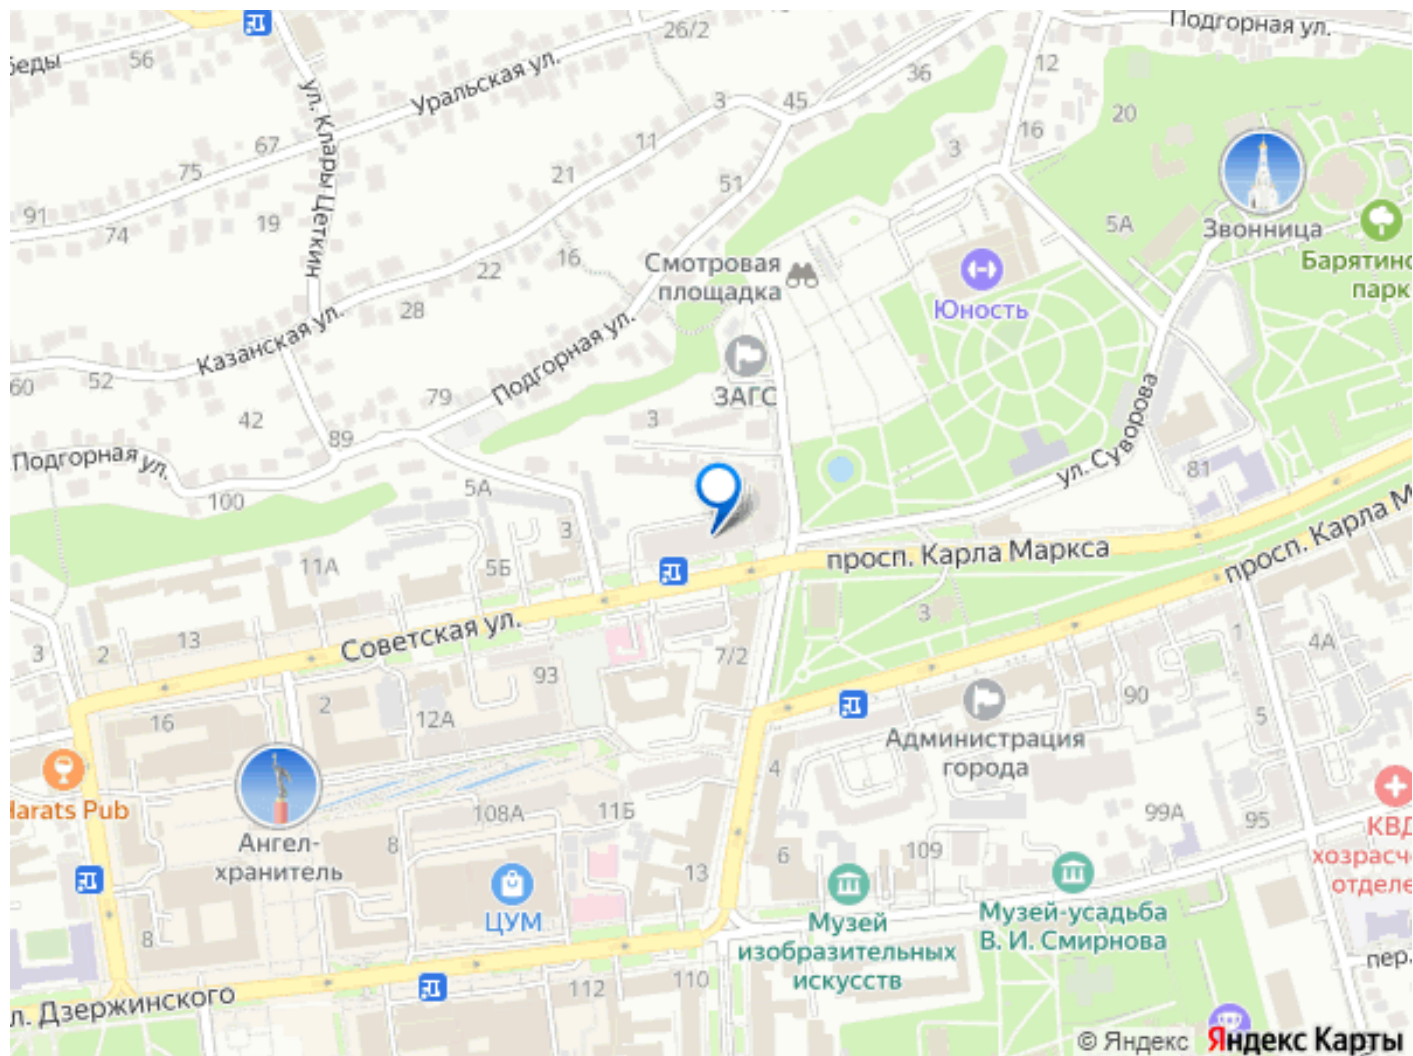 Подгорная ул.
26/2
беды
56
12
36
Уральская ул.
3
45
20
ул. Клары Цеткин
16
67
11
3
75
21
51
91
19
5А
74
Звонница
16
22
Смотровая
площадка
Барятинс
парк
Юность
28
Казанская ул.
Подгорная ул.
60
52
ЗАГС
79
42
3
ул. Суворова
89
Подгорная ул.
81
5А
100
3
просп. Карла М
просп. Карла Маркса
11А
5Б
3
13
Советская ул.
1
4А
3
2
7/2
93
90
2
16
12А
5
Администрация
города
4
Harats Pub
108А
11Б
99А
95
Ангел-
хранитель
8
6
109
КВД
хозрасч
отделе
13
ЦУМ
Музей
изобразительных
искусств
Музей-усадьба
В. И. Смирнова
8
пер.
110
112
л. Дзержинского
© Яндекс Яндекс Карты